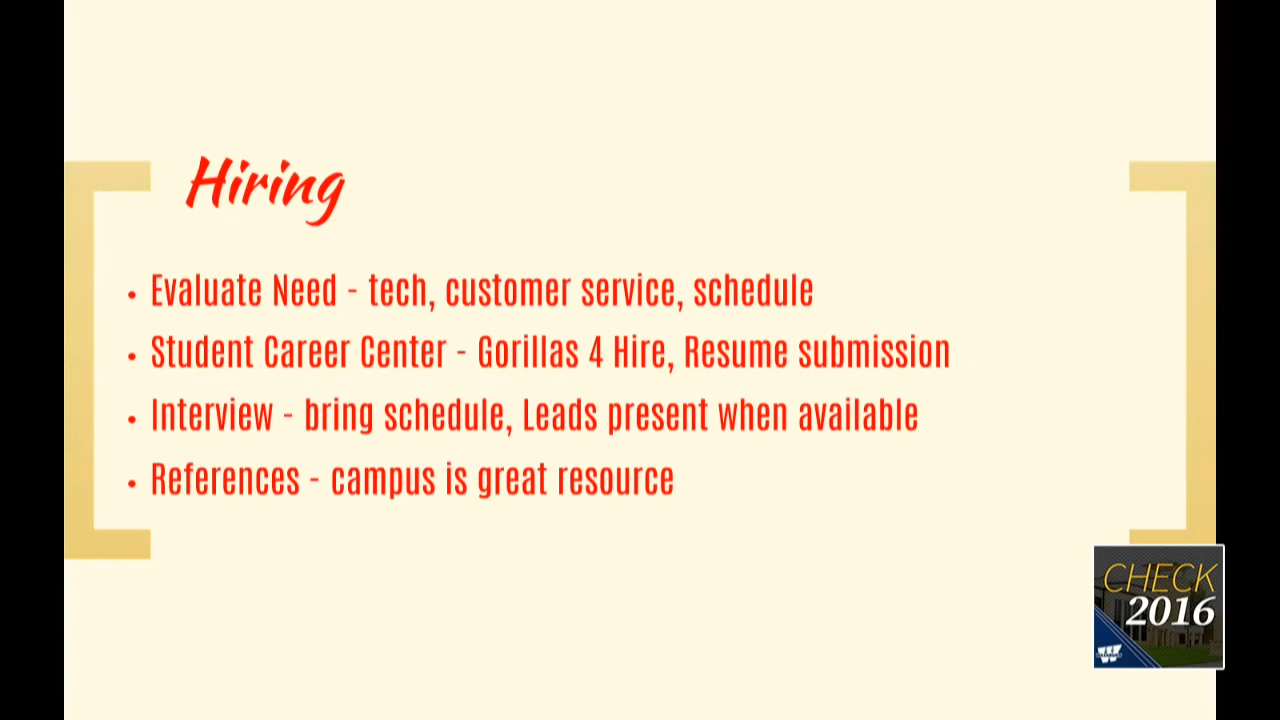 Hiring
• Evaluate Need - tech, customer service, schedule
• Student Career Center - Gorillas 4 Hire, Resume submission
• Interview - bring schedule, Leads present when available
• References - campus is great resource
CHECK
2016